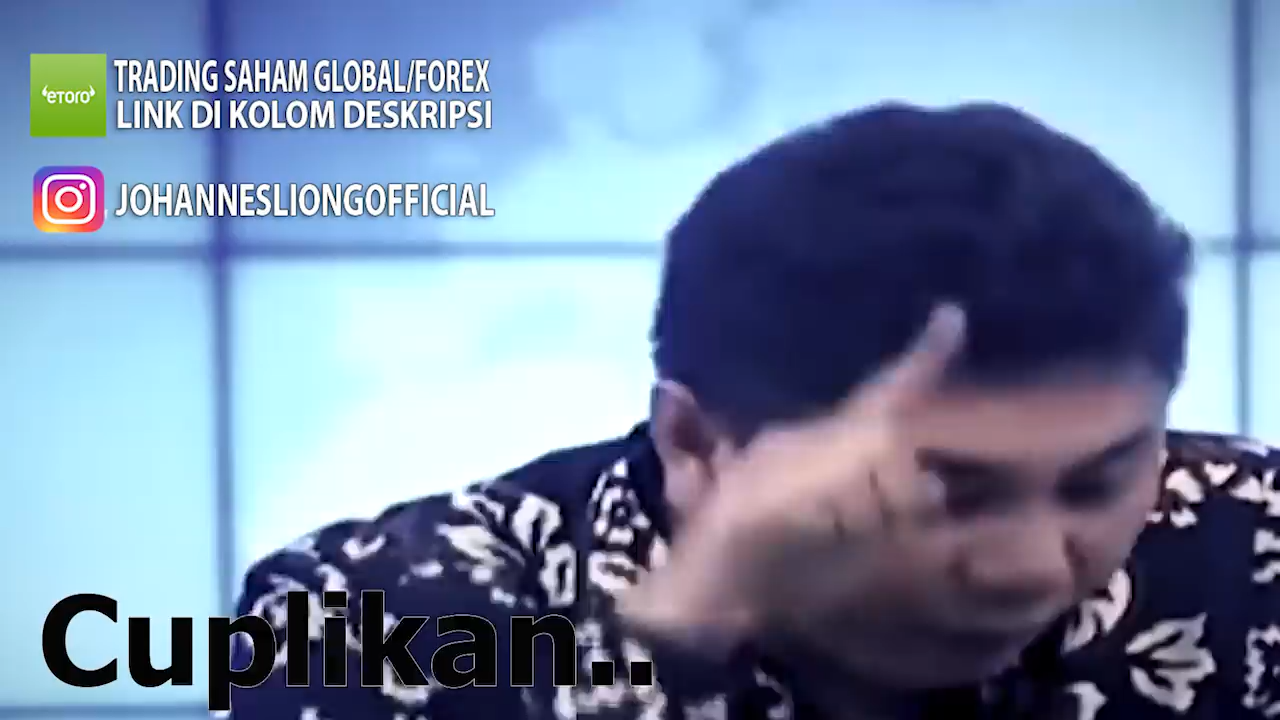 eTORO
TRADING SAHAM GLOBAL/FOREX
LINK DI KOLOM DESKRIPSI
JOHANNESLIONGOFFICIAL
Cuplikan..